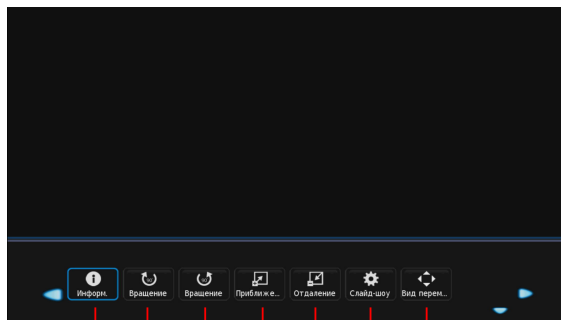 Информ.
Вращение
Вращение
Приближе...
Отдаление
Слайд-шоу
Вид перем...